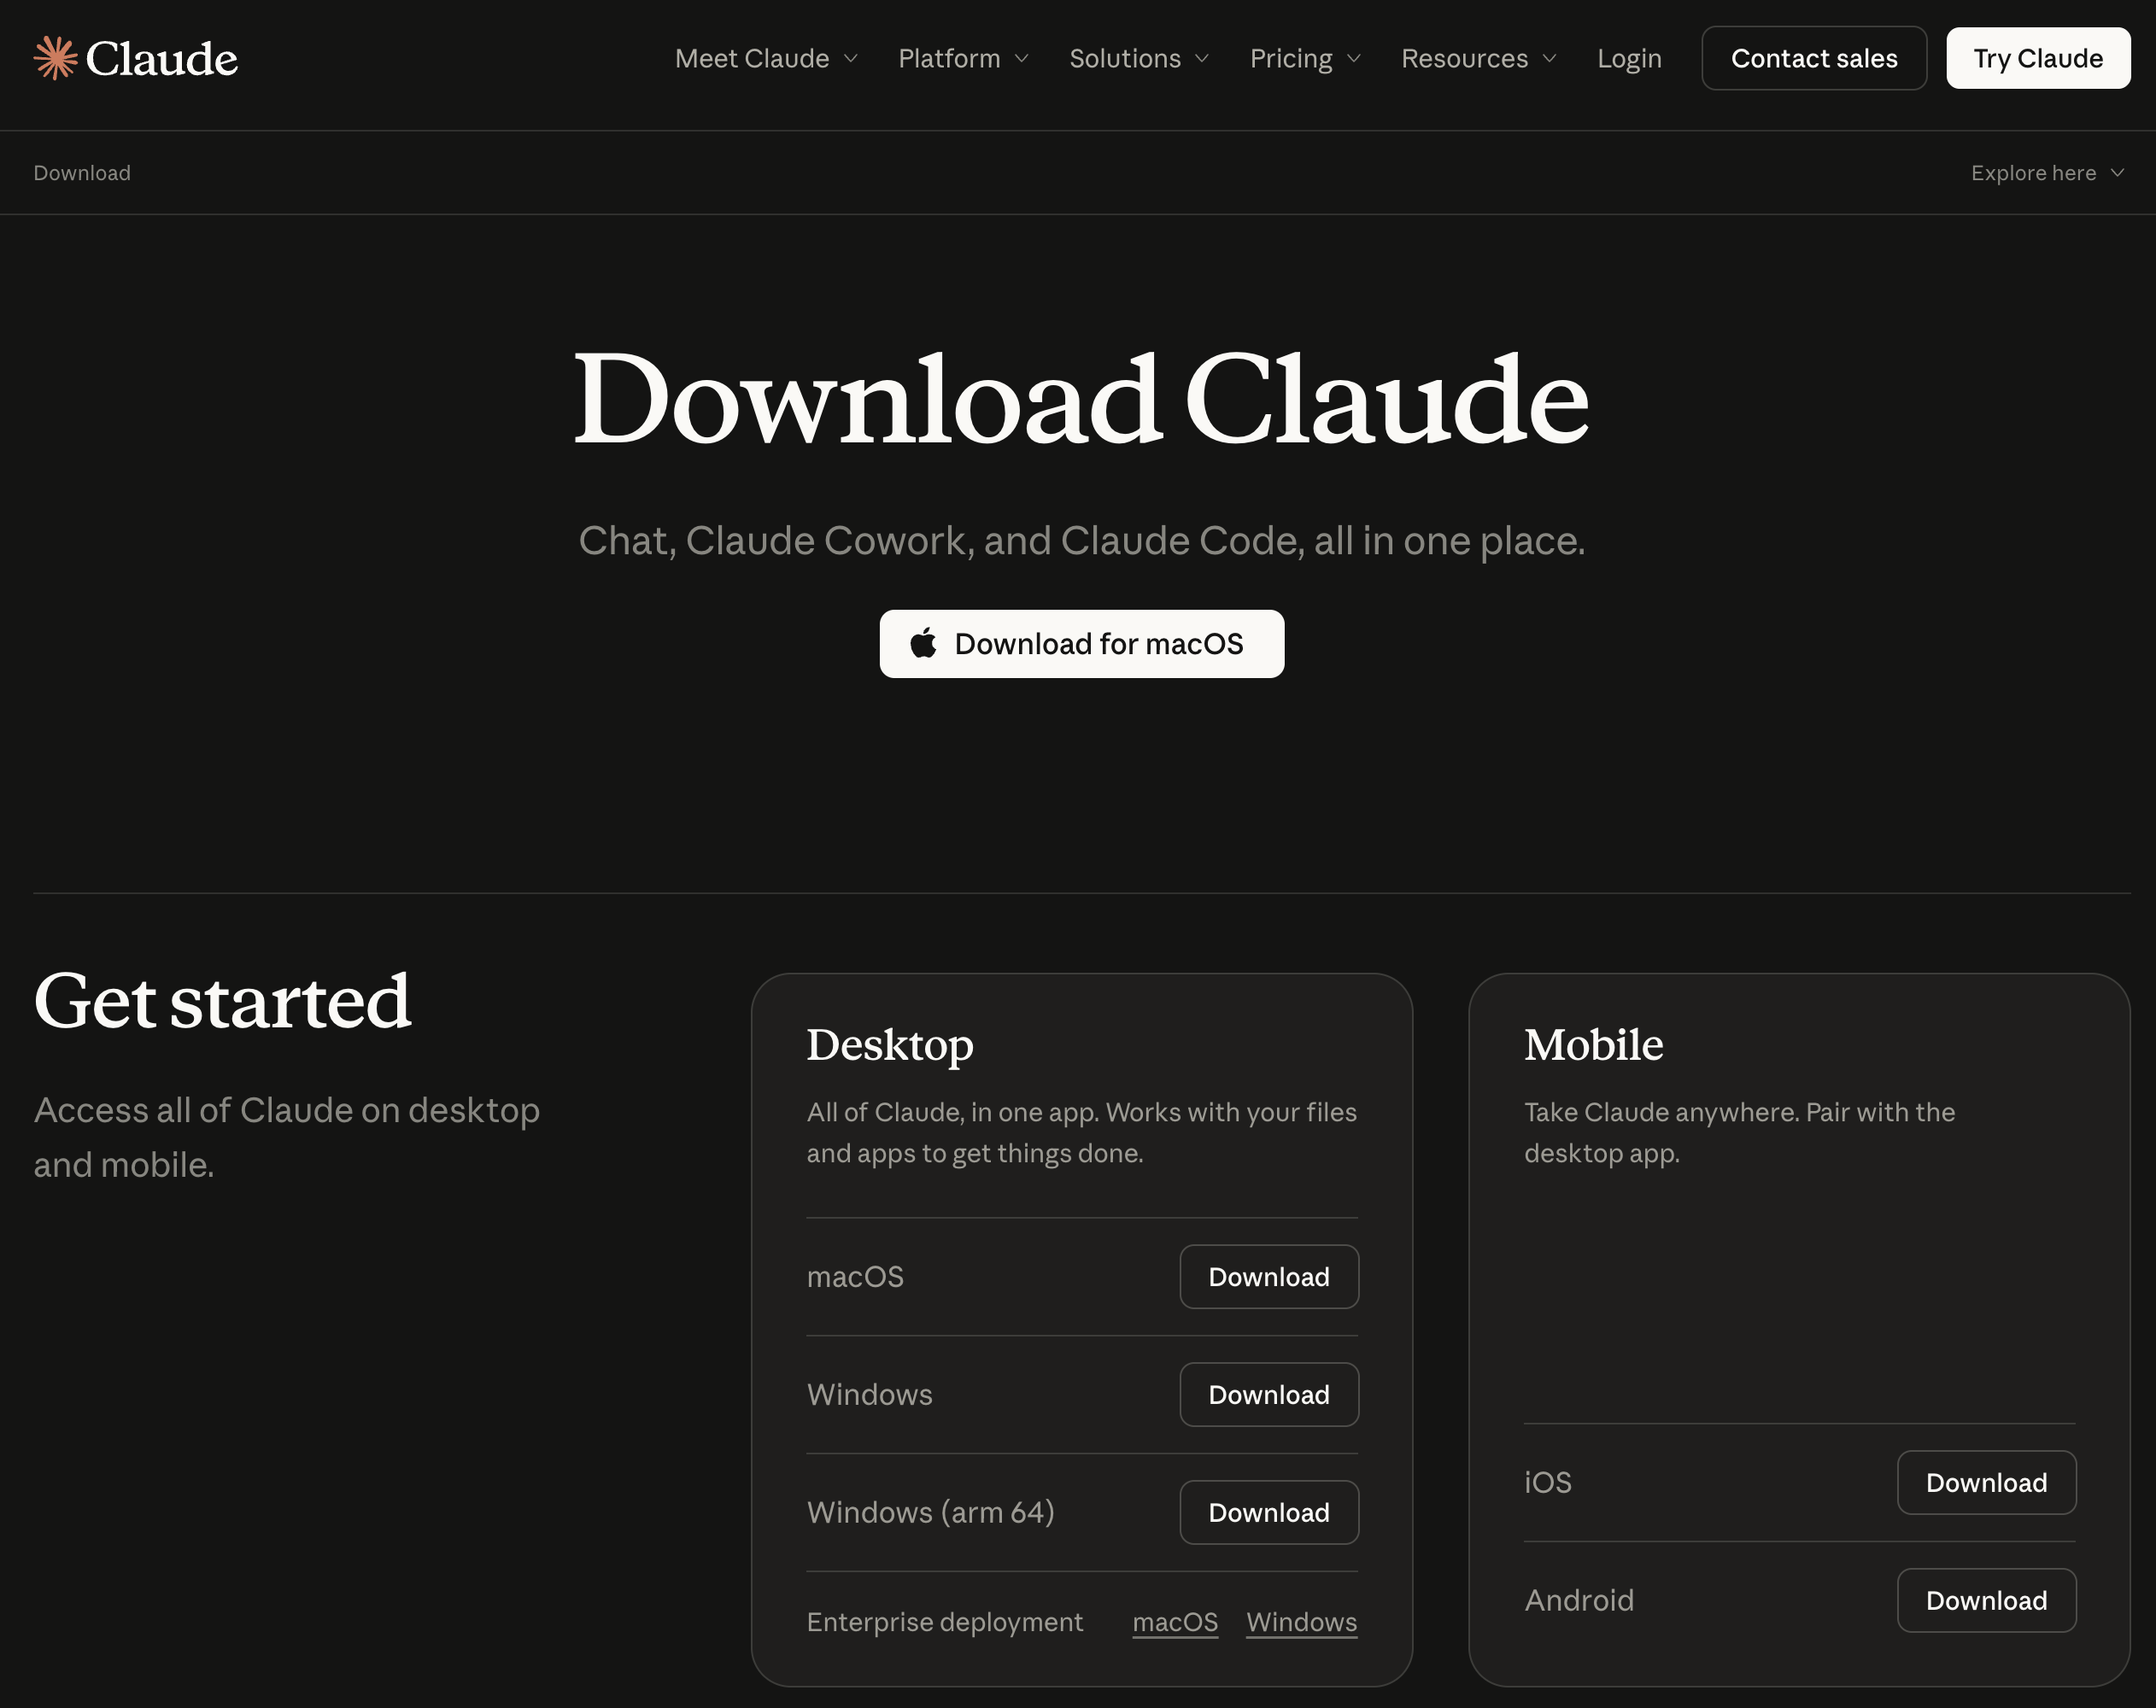 Claude
Meet Claude
Platform
Solutions
Pricing
Resources
Login
Contact sales
Try Claude
Download
Explore here
Download Claude
Chat, Claude Cowork, and Claude Code, all in one place.
Download for macOS
Get started
Access all of Claude on desktop
and mobile.
Desktop
All of Claude, in one app. Works with your files
and apps to get things done.
macOS
Download
Windows
Download
Windows (arm 64)
Download
Enterprise deployment macOS Windows
Mobile
Take Claude anywhere. Pair with the
desktop app.
iOS
Download
Android
Download